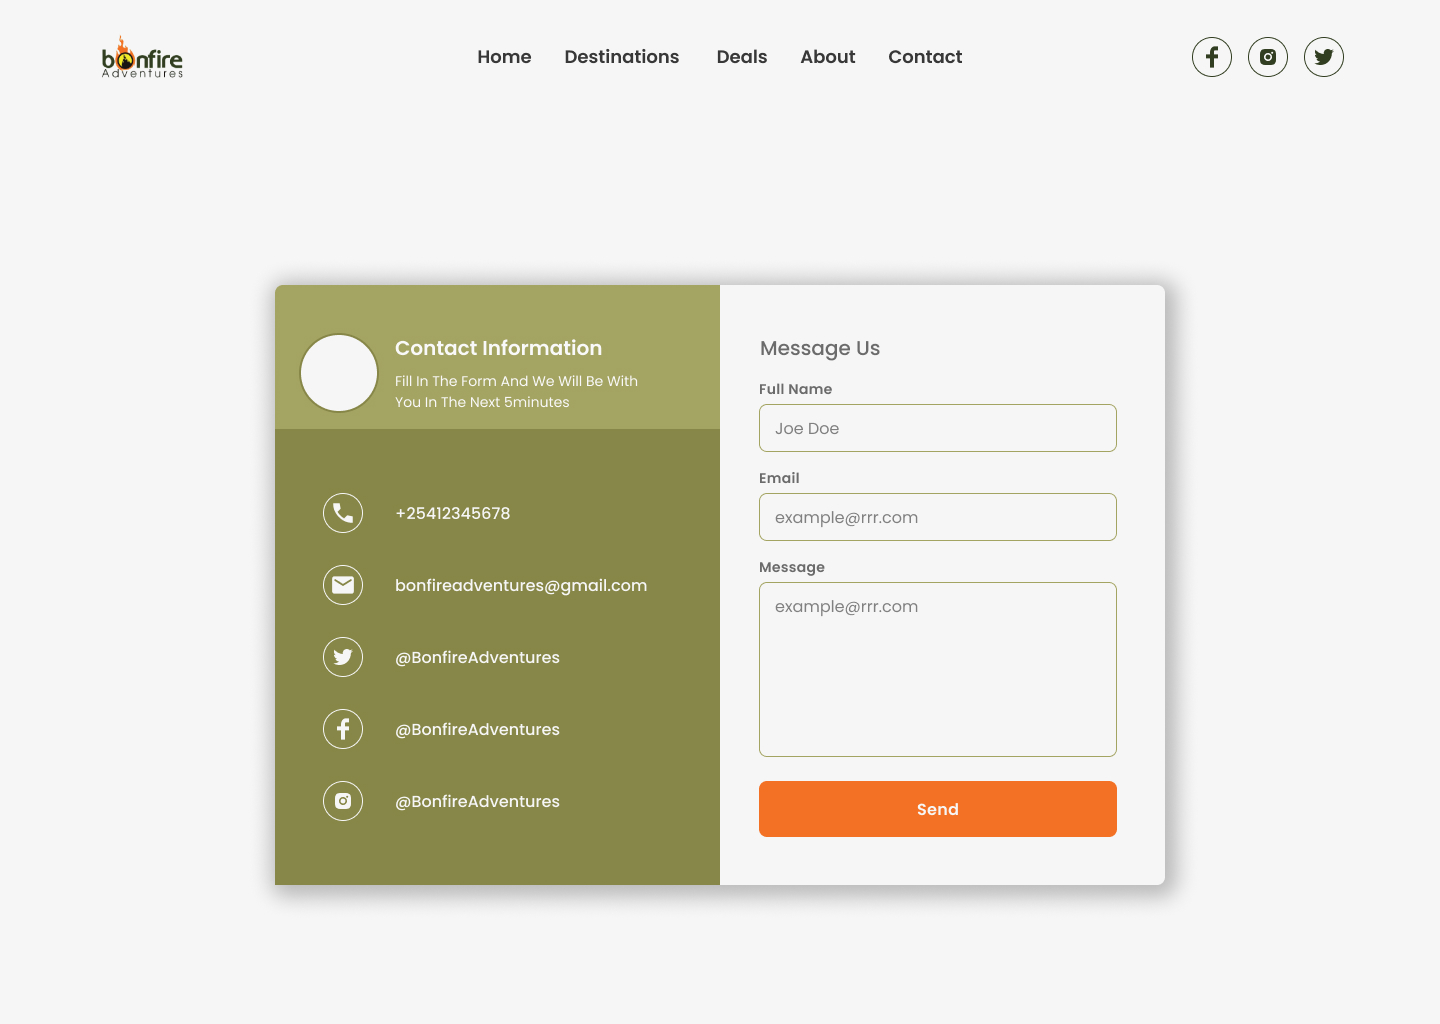 bonfire
Adventures
Home Destinations Deals About Contact
Contact Information
Fill In The Form And We Will Be With
You In The Next 5minutes
+25412345678
bonfireadventures@gmail.com
@BonfireAdventures
@BonfireAdventures
@BonfireAdventures
Message Us
Full Name
Joe Doe
Email
example@rrr.com
Message
example@rrr.com
Send